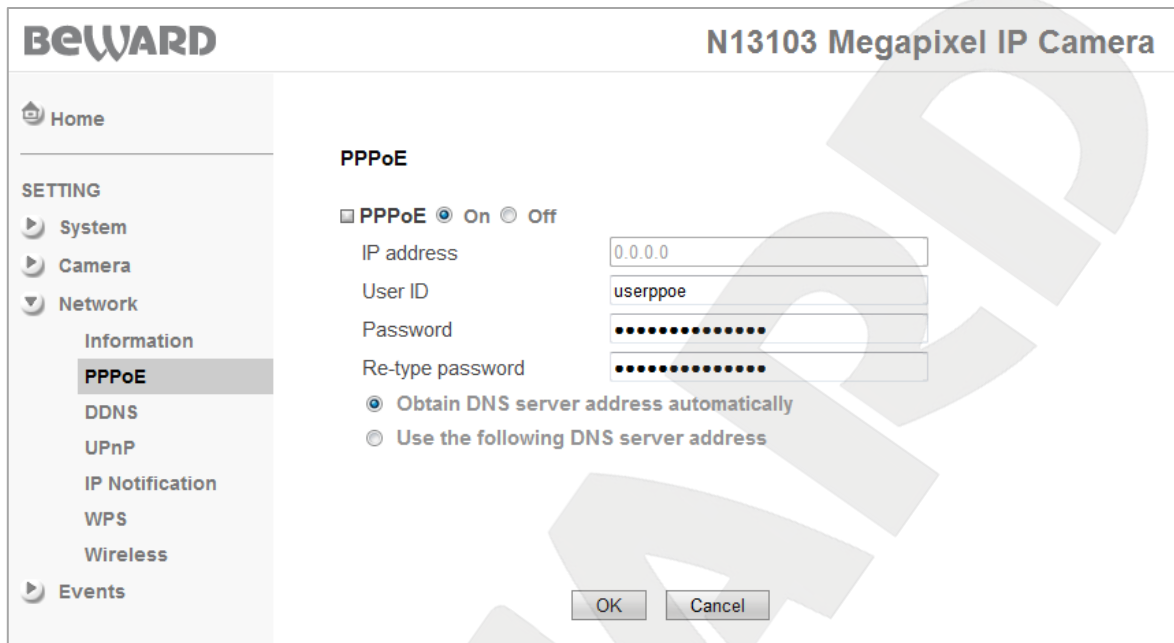 BEWARD
N13103 Megapixel IP Camera
Home
SETTING
System
Camera
Network
Information
PPPoE
DDNS
UPnP
IP Notification
WPS
Wireless
Events
PPPoE
PPPoE On Off
IP address 0.0.0.0
User ID userppoe
Password ••••••••••••••
Re-type password ••••••••••••••
Obtain DNS server address automatically
Use the following DNS server address
OK Cancel